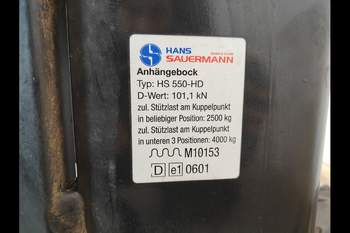 HANS
SAUERMANN
Anhängebock
Typ: HS 550-HD
D-Wert: 101,1 kN
zul. Stützlast am Kuppelpunkt
in beliebiger Position: 2500 kg
zul. Stützlast am Kuppelpunkt
in unteren 3 Positionen: 4000 kg
M10153
D e1 0601